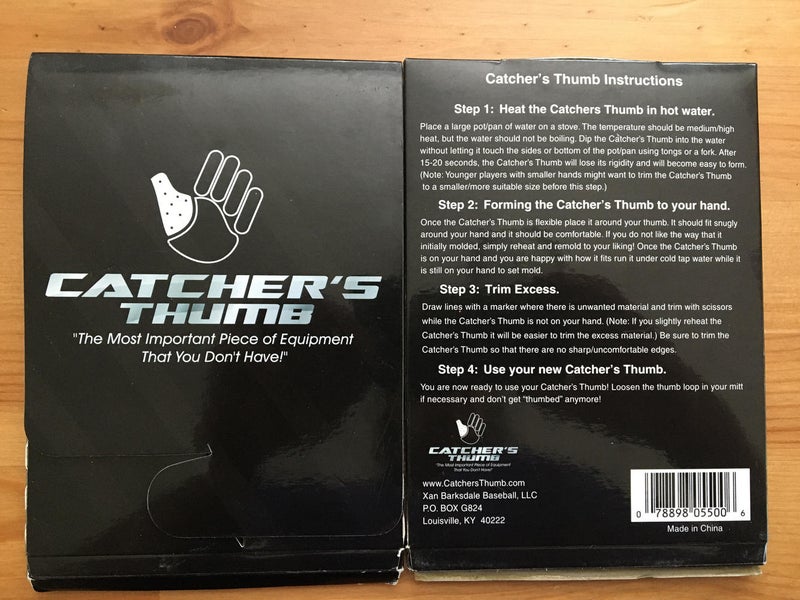 CATCHER'S
THUMB
"The Most Important Piece of Equipment
That You Don't Have!"
Catcher's Thumb Instructions
Step 1: Heat the Catchers Thumb in hot water.
Place a large pot/pan of water on a stove. The temperature should be medium/high
heat, but the water should not be boiling. Dip the Catcher's Thumb into the water
without letting it touch the sides or bottom of the pot/pan using tongs or a fork. After
15-20 seconds, the Catcher's Thumb will lose its rigidity and will become easy to form.
(Note: Younger players with smaller hands might want to trim the Catcher's Thumb
to a smaller/more suitable size before this step.)
Step 2: Forming the Catcher's Thumb to your hand.
Once the Catcher's Thumb is flexible place it around your thumb. It should fit snugly
around your hand and it should be comfortable. If you do not like the way that it
initially molded, simply reheat and remold to your liking! Once the Catcher's Thumb
is on your hand and you are happy with how it fits run it under cold tap water while it
is still on your hand to set mold.
Step 3: Trim Excess.
Draw lines with a marker where there is unwanted material and trim with scissors
while the Catcher's Thumb is not on your hand. (Note: If you slightly reheat the
Catcher's Thumb it will be easier to trim the excess material.) Be sure to trim the
Catcher's Thumb so that there are no sharp/uncomfortable edges.
Step 4: Use your new Catcher's Thumb.
You are now ready to use your Catcher's Thumb! Loosen the thumb loop in your mitt
if necessary and don't get "thumbed" anymore!
CATCHER'S
THUMB
"The Most Important Piece of Equipment
That You Don't Have!"
www.CatchersThumb.com
Xan Barksdale Baseball, LLC
P.O. BOX G824
Louisville, KY 40222
0 78898 05500 6
Made in China